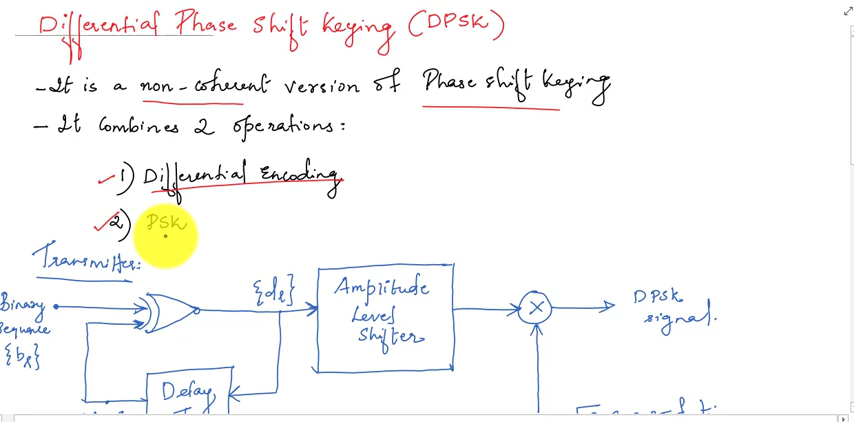 Differential Phase Shift Keying (DPSK)
- It is a non-coherent version of Phase shift keying
- It combines 2 operations:
1) Differential Encoding
2) PSK
Transmitter:
Binary
sequence
{bk}
{dk}
Amplitude
Level
Shifter
×
DPSK
signal.
Delay